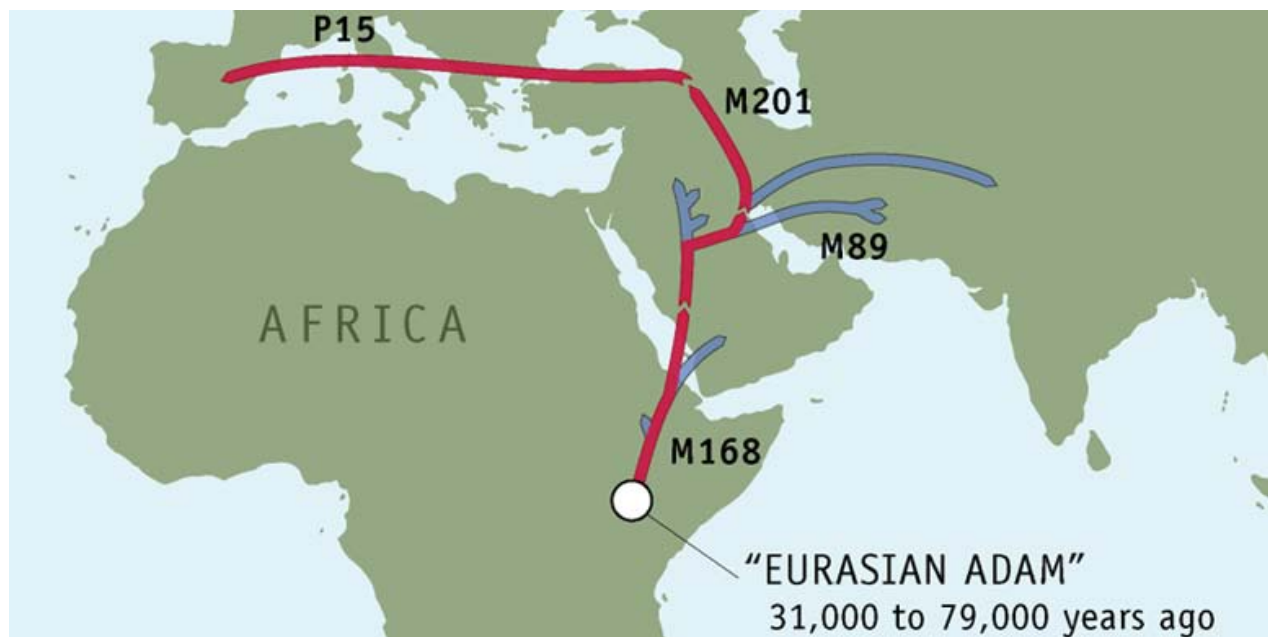 P15
M201
M89
AFRICA
M168
“EURASIAN ADAM”
31,000 to 79,000 years ago